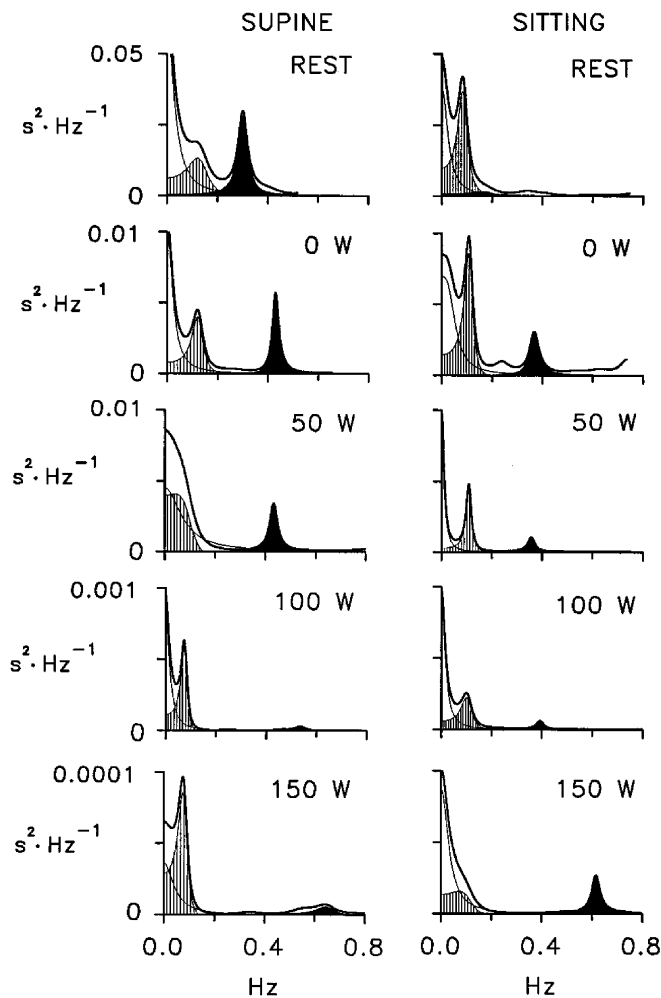 SUPINE SITTING
0.05 REST REST
s²·Hz⁻¹
0
0.01 0 W 0 W
s²·Hz⁻¹
0
0.01 50 W 50 W
s²·Hz⁻¹
0
0.001 100 W 100 W
s²·Hz⁻¹
0
0.0001 150 W 150 W
s²·Hz⁻¹
0
0.0 0.4 0.8 0.0 0.4 0.8
Hz Hz